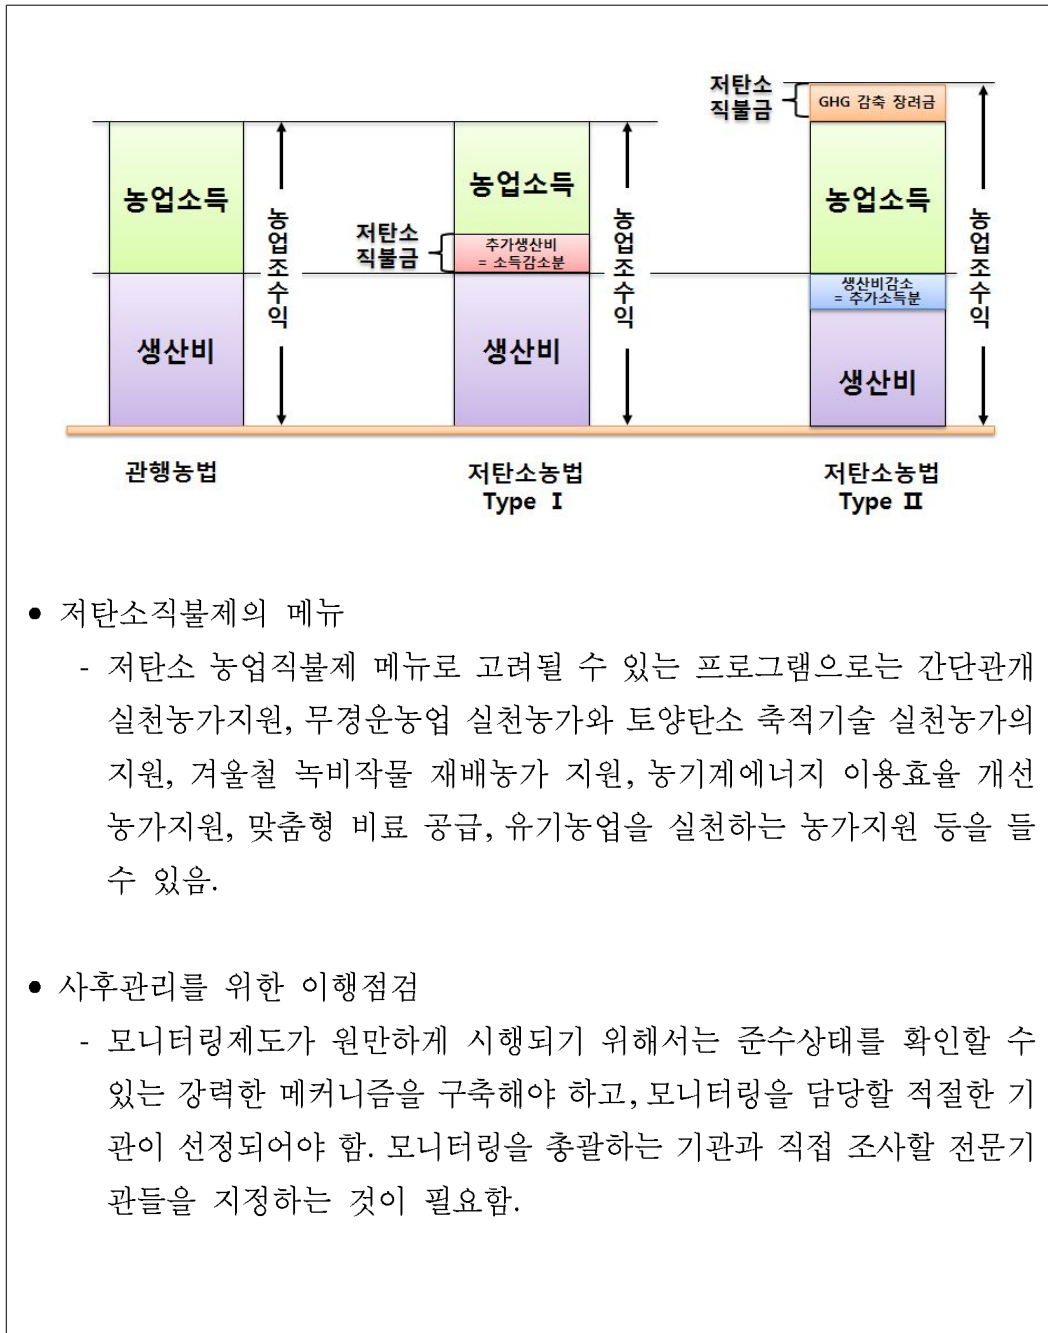 저탄소
직불금
GHG 감축 장려금
농업소득
농업소득
농업소득
농업조수익
농업조수익
농업조수익
저탄소
직불금
추가생산비
= 소득감소분
생산비감소
= 추가소득분
생산비
생산비
생산비
관행농법
저탄소농법
Type Ⅰ
저탄소농법
Type Ⅱ
• 저탄소직불제의 메뉴
- 저탄소 농업직불제 메뉴로 고려될 수 있는 프로그램으로는 간단관개
실천농가지원, 무경운농업 실천농가와 토양탄소 축적기술 실천농가의
지원, 겨울철 녹비작물 재배농가 지원, 농기계에너지 이용효율 개선
농가지원, 맞춤형 비료 공급, 유기농업을 실천하는 농가지원 등을 들
수 있음.
• 사후관리를 위한 이행점검
- 모니터링제도가 원만하게 시행되기 위해서는 준수상태를 확인할 수
있는 강력한 메커니즘을 구축해야 하고, 모니터링을 담당할 적절한 기
관이 선정되어야 함. 모니터링을 총괄하는 기관과 직접 조사할 전문기
관들을 지정하는 것이 필요함.